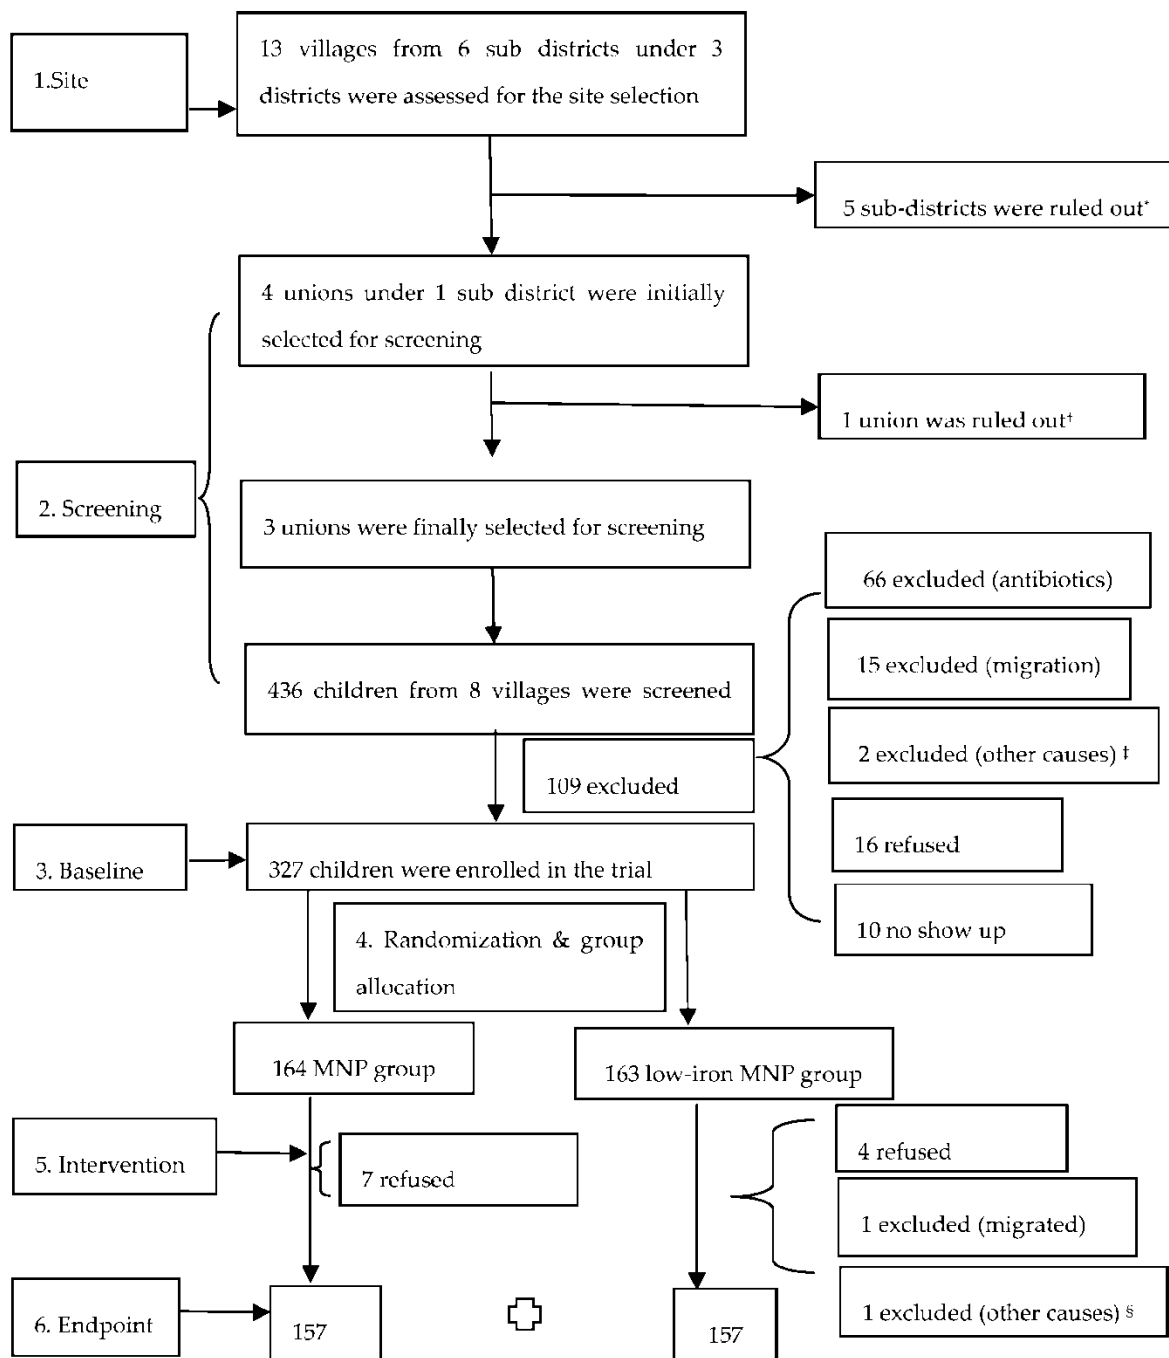 1.Site
13 villages from 6 sub districts under 3
districts were assessed for the site selection
5 sub-districts were ruled out*
4 unions under 1 sub district were initially
selected for screening
1 union was ruled out†
2. Screening
3 unions were finally selected for screening
66 excluded (antibiotics)
15 excluded (migration)
436 children from 8 villages were screened
2 excluded (other causes) ‡
109 excluded
16 refused
3. Baseline
327 children were enrolled in the trial
10 no show up
4. Randomization & group
allocation
164 MNP group
163 low-iron MNP group
5. Intervention
7 refused
4 refused
1 excluded (migrated)
1 excluded (other causes) §
6. Endpoint
157
157